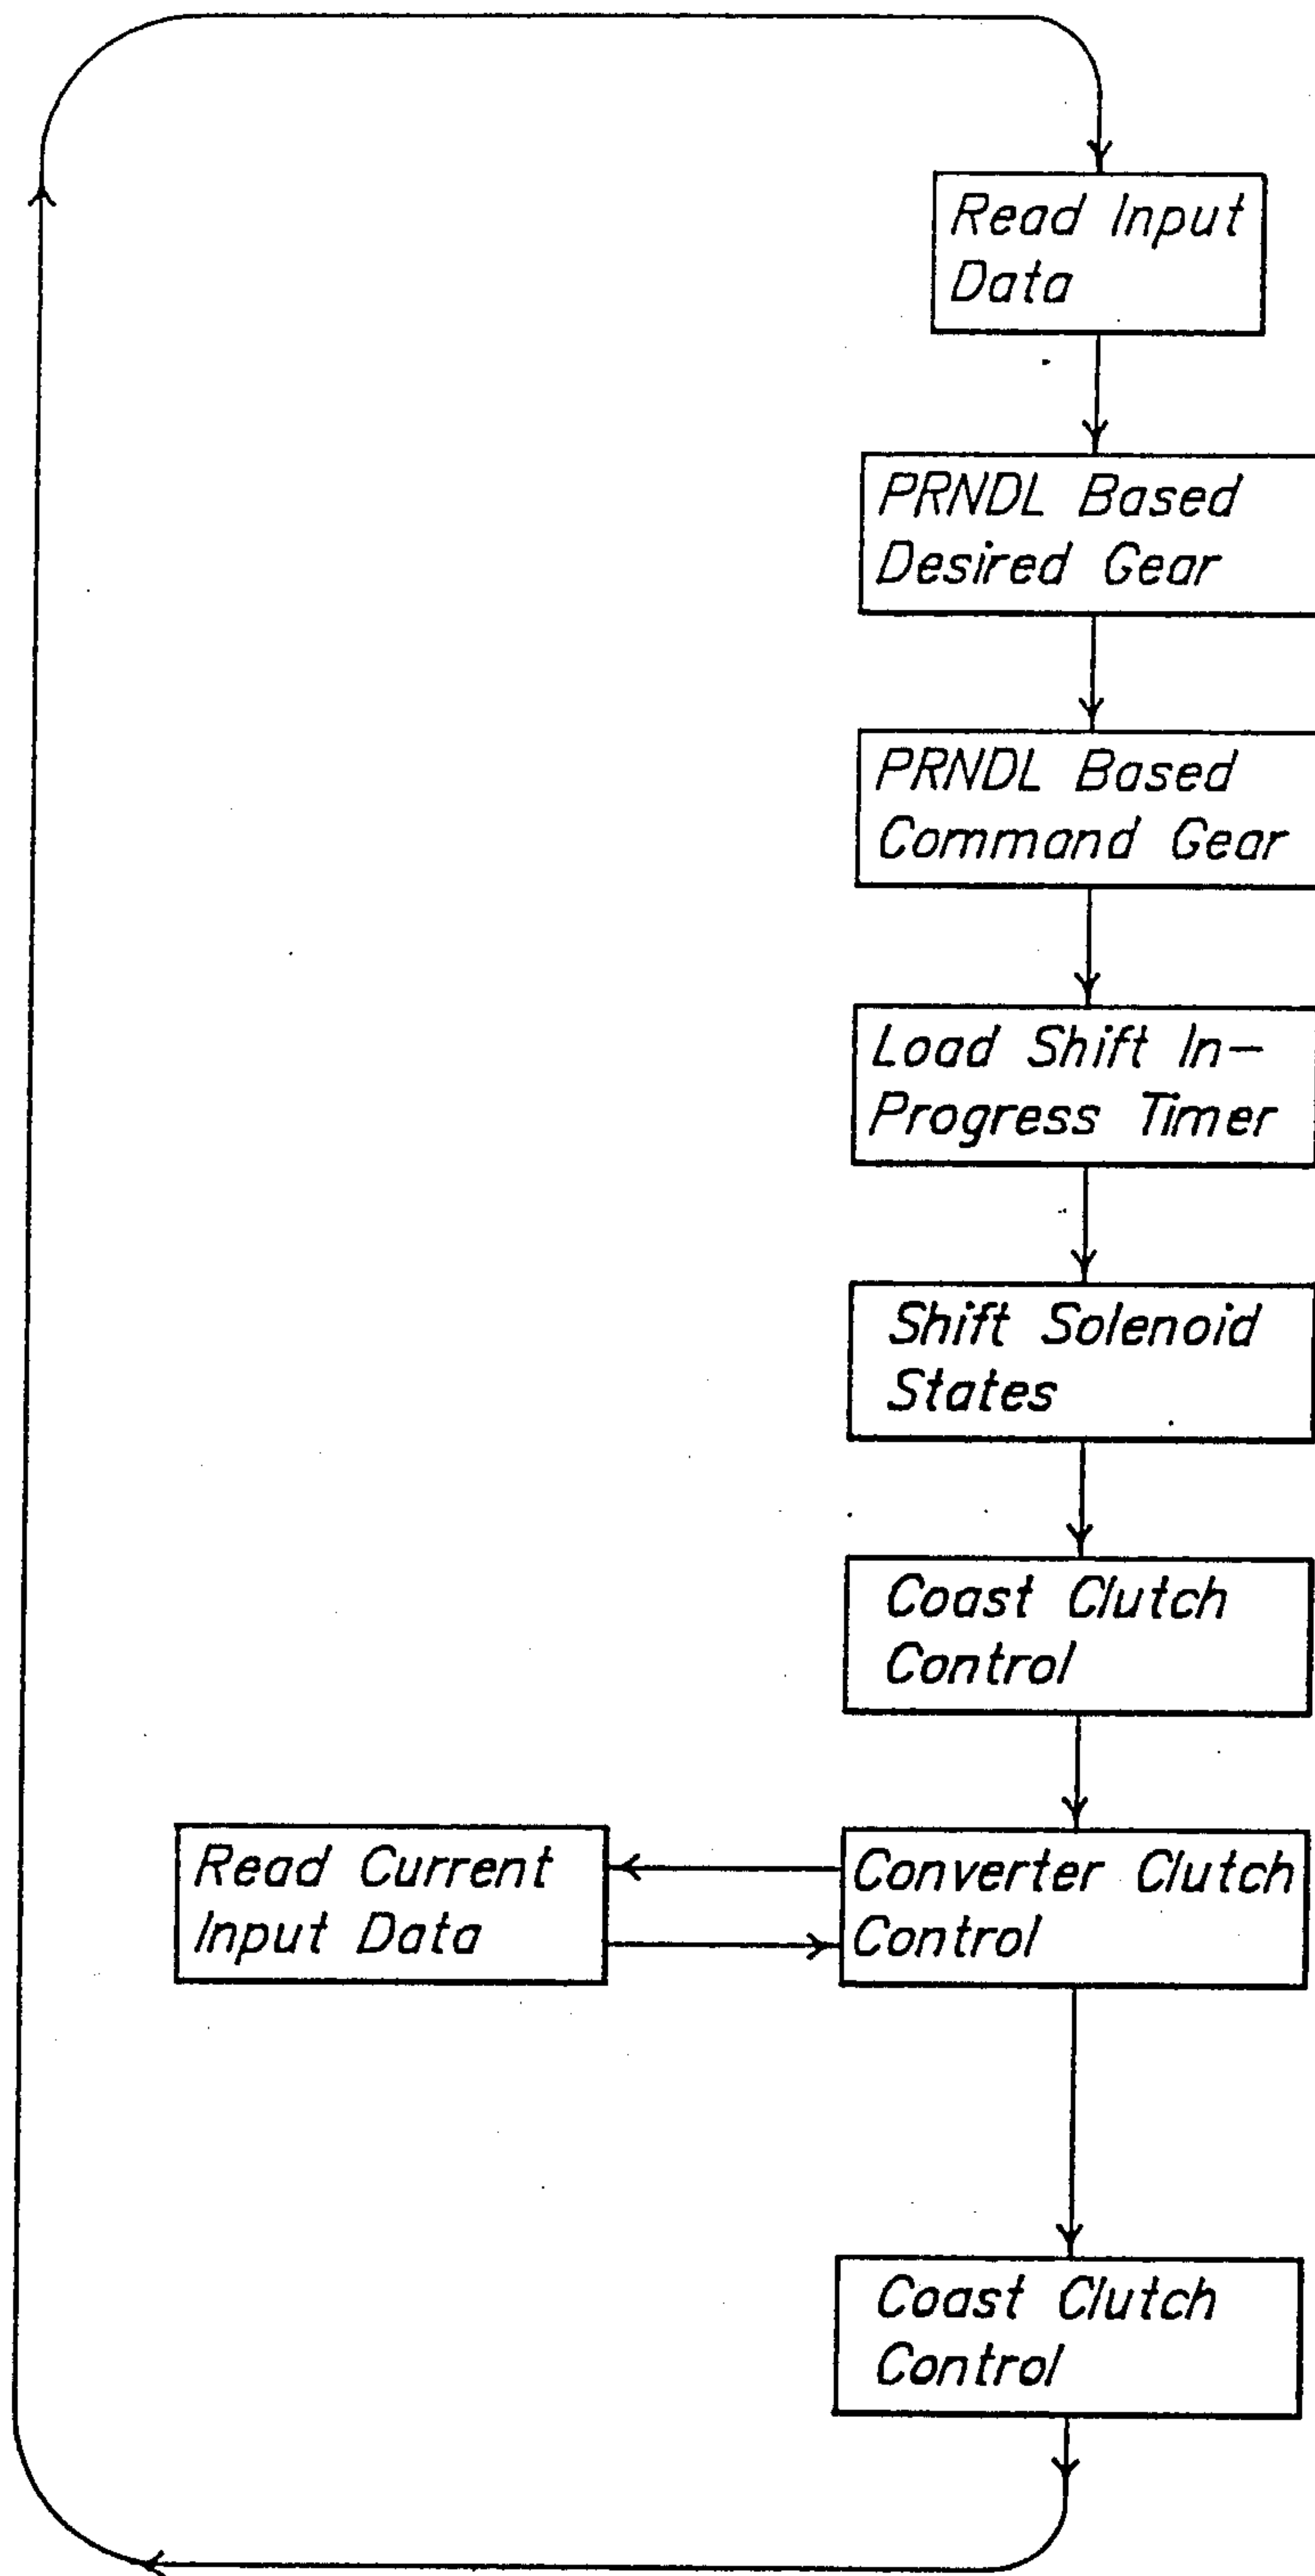 Read Input
Data
PRNDL Based
Desired Gear
PRNDL Based
Command Gear
Load Shift In-
Progress Timer
Shift Solenoid
States
Coast Clutch
Control
Read Current
Input Data
Converter Clutch
Control
Coast Clutch
Control